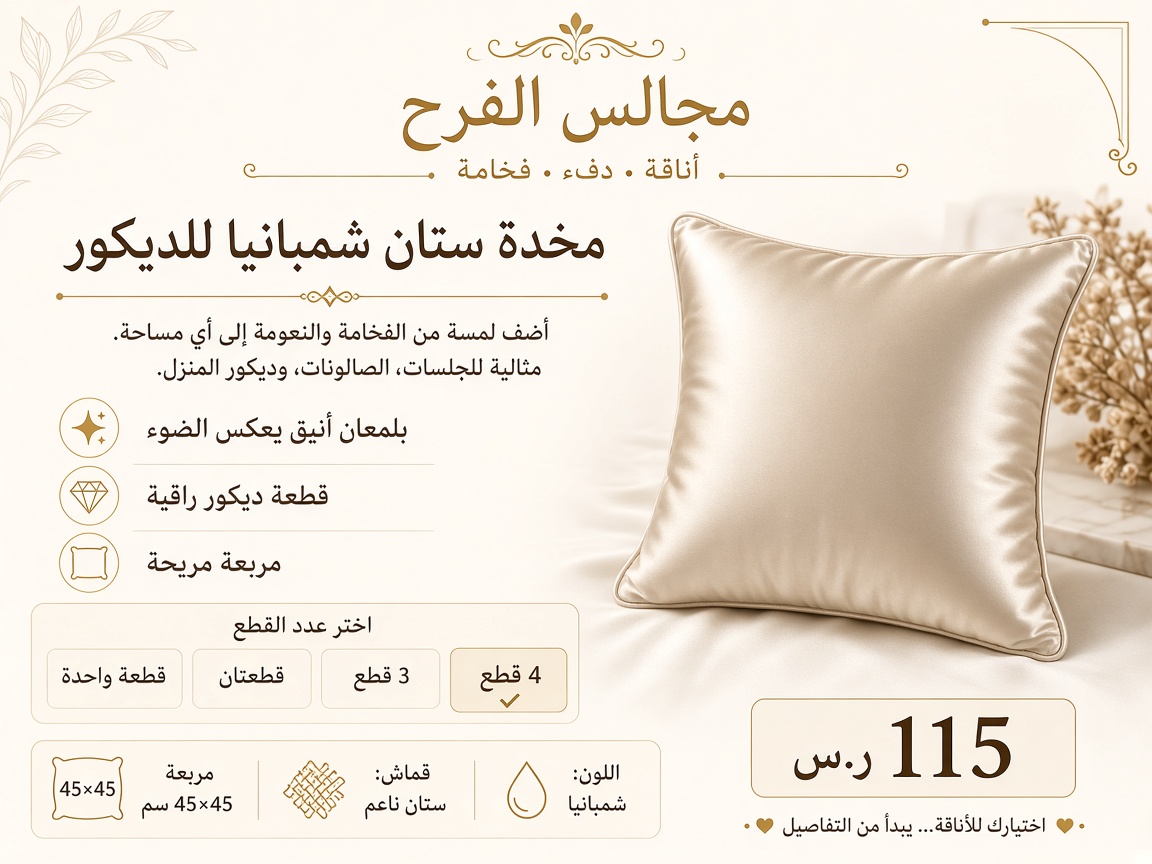 مجالس الفرح
أناقة • دفء • فخامة
مخدة ستان شمبانيا للديكور
أضف لمسة من الفخامة والنعومة إلى أي مساحة.
مثالية للجلسات، الصالونات، وديكور المنزل.
بلمعان أنيق يعكس الضوء
قطعة ديكور راقية
مربعة مريحة
اختر عدد القطع
4 قطع
3 قطع
قطعتان
قطعة واحدة
115 ر.س
اللون:
شمبانيا
قماش:
ستان ناعم
مربعة
45×45 سم
45×45
اختيارك للأناقة... يبدأ من التفاصيل